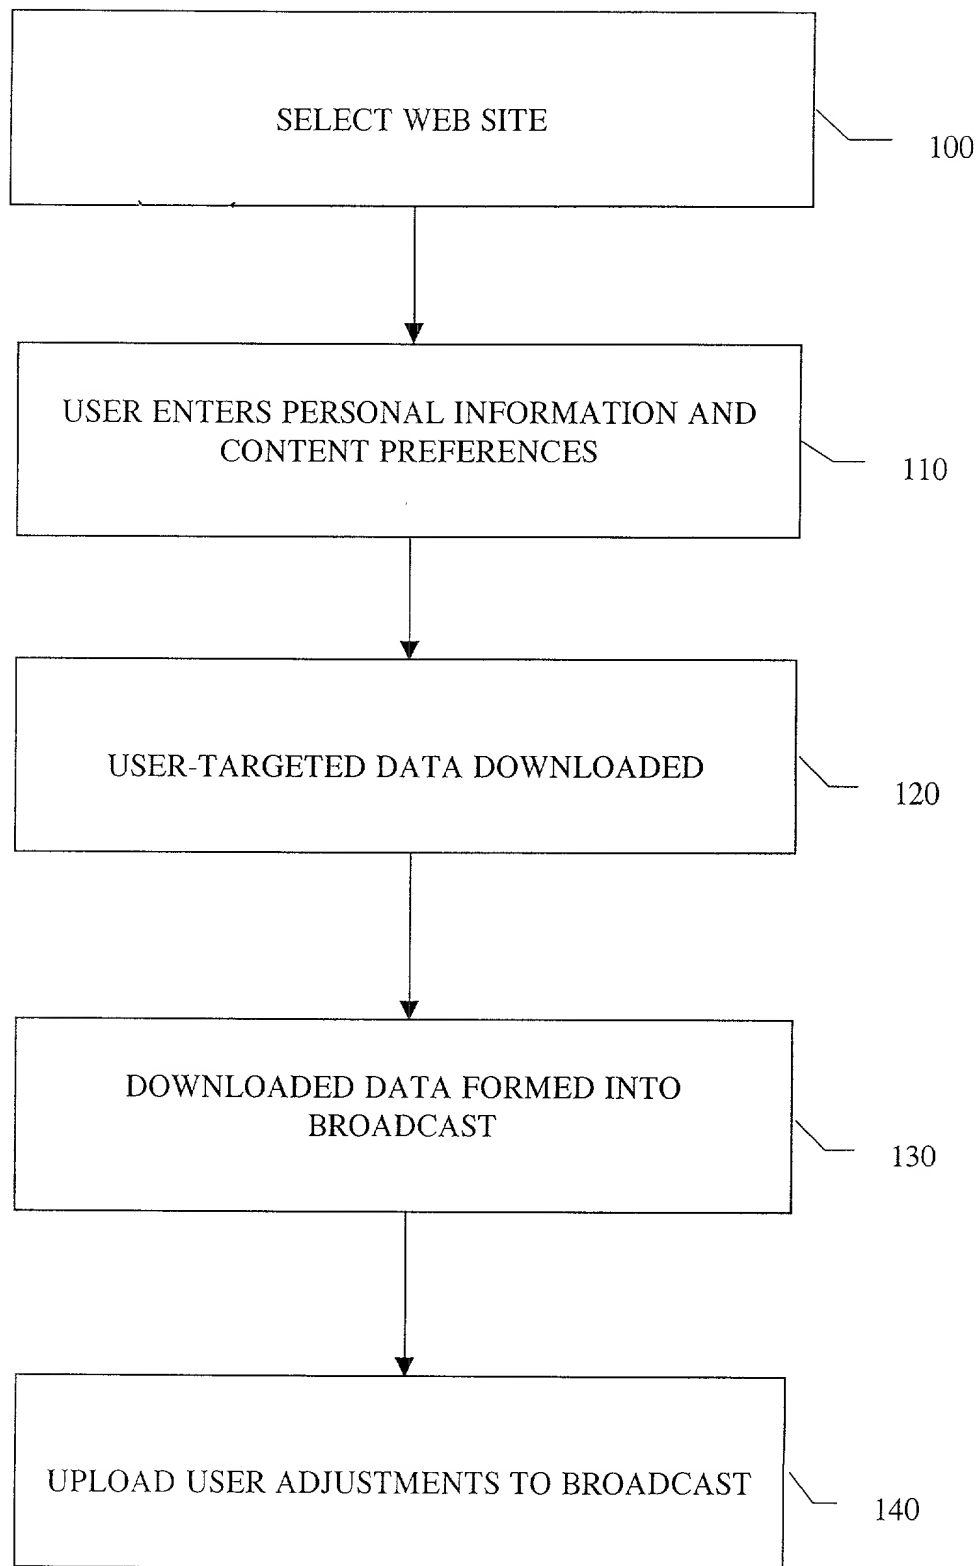 SELECT WEB SITE
100
USER ENTERS PERSONAL INFORMATION AND
CONTENT PREFERENCES
110
USER-TARGETED DATA DOWNLOADED
120
DOWNLOADED DATA FORMED INTO
BROADCAST
130
UPLOAD USER ADJUSTMENTS TO BROADCAST
140